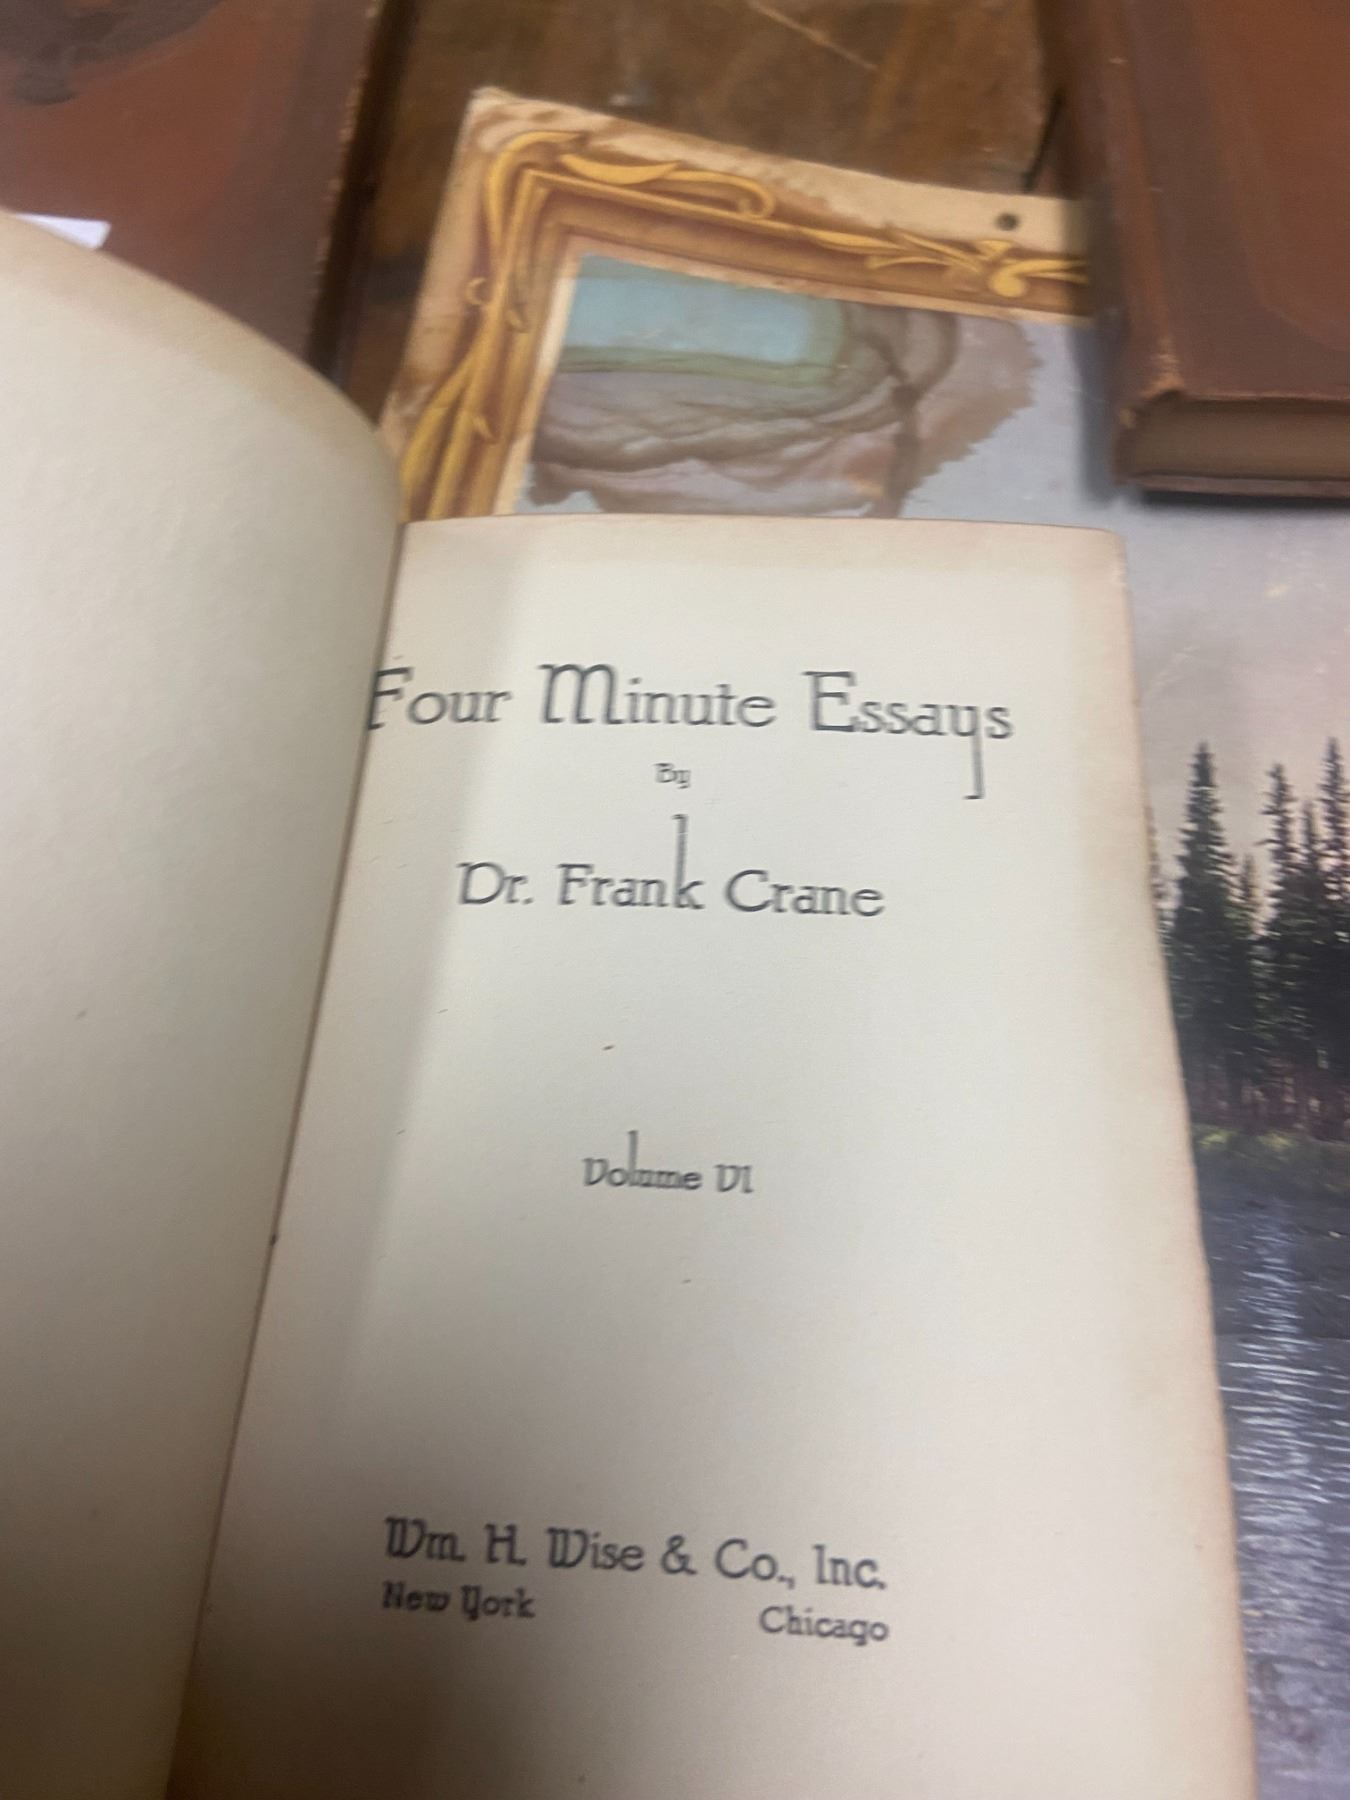 Four Minute Essays
By
Dr. Frank Crane
Volume VI
Wm. H. Wise & Co., Inc.
New York Chicago